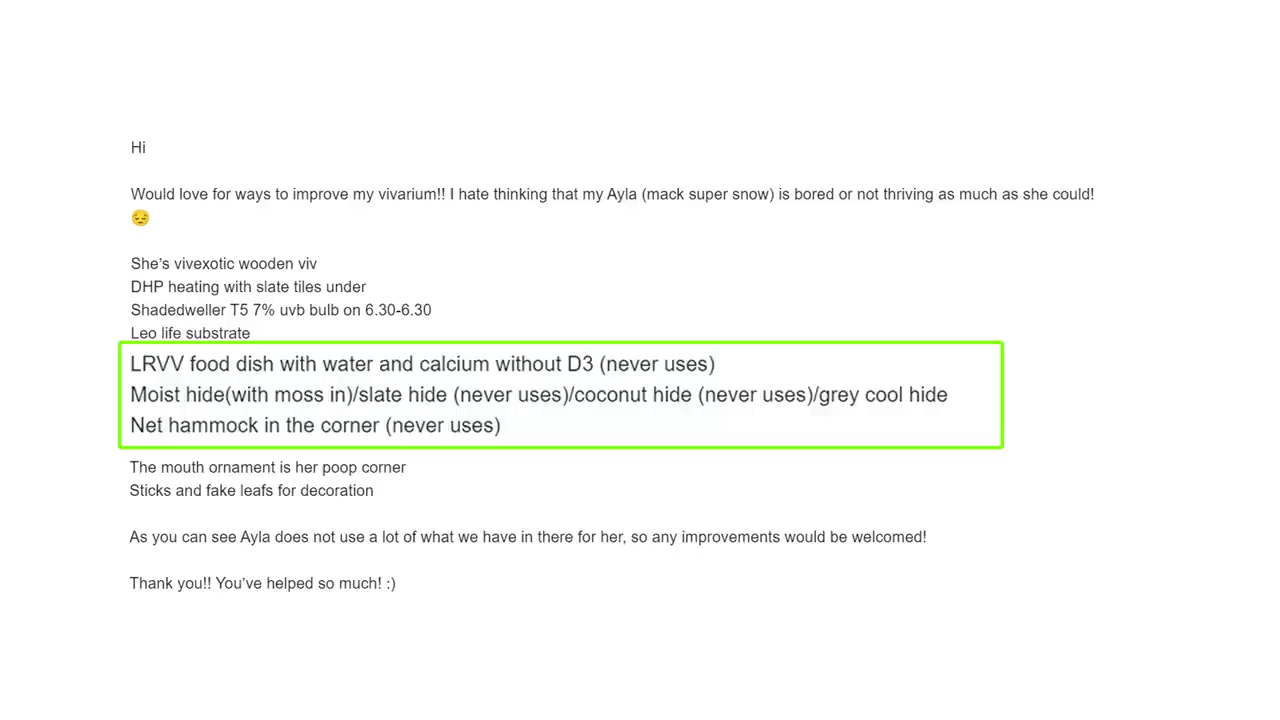 Hi
Would love for ways to improve my vivarium!! I hate thinking that my Ayla (mack super snow) is bored or not thriving as much as she could!
😔
She's vivexotic wooden viv
DHP heating with slate tiles under
Shadedweller T5 7% uvb bulb on 6.30-6.30
Leo life substrate
LRVV food dish with water and calcium without D3 (never uses)
Moist hide(with moss in)/slate hide (never uses)/coconut hide (never uses)/grey cool hide
Net hammock in the corner (never uses)
The mouth ornament is her poop corner
Sticks and fake leafs for decoration
As you can see Ayla does not use a lot of what we have in there for her, so any improvements would be welcomed!
Thank you!! You've helped so much! :)